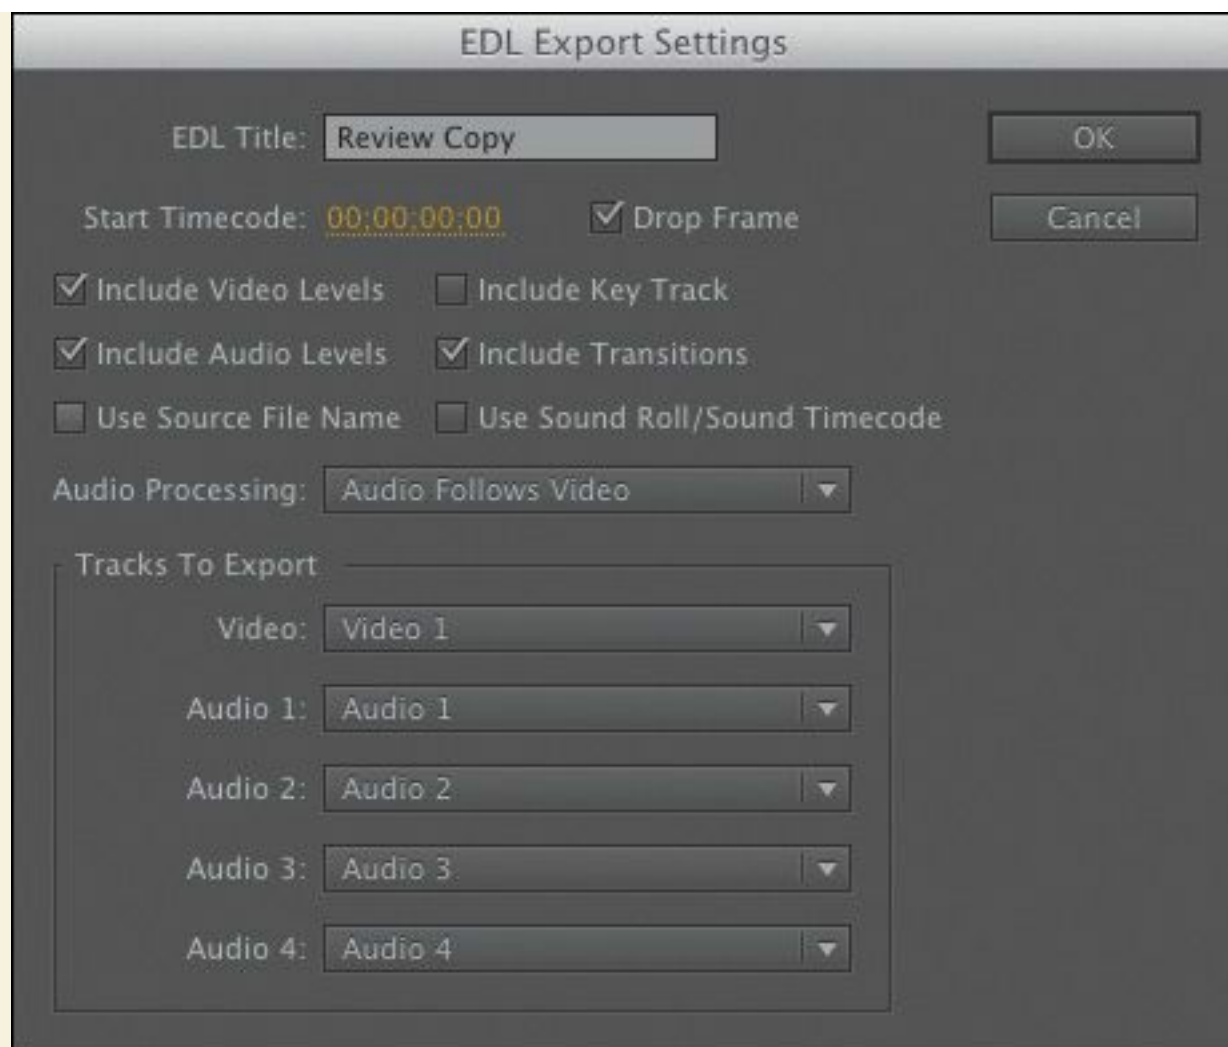 EDL Export Settings
EDL Title: Review Copy
OK
Start Timecode: 00;00;00;00 Drop Frame
Cancel
Include Video Levels Include Key Track
Include Audio Levels Include Transitions
Use Source File Name Use Sound Roll/Sound Timecode
Audio Processing: Audio Follows Video
Tracks To Export
Video: Video 1
Audio 1: Audio 1
Audio 2: Audio 2
Audio 3: Audio 3
Audio 4: Audio 4